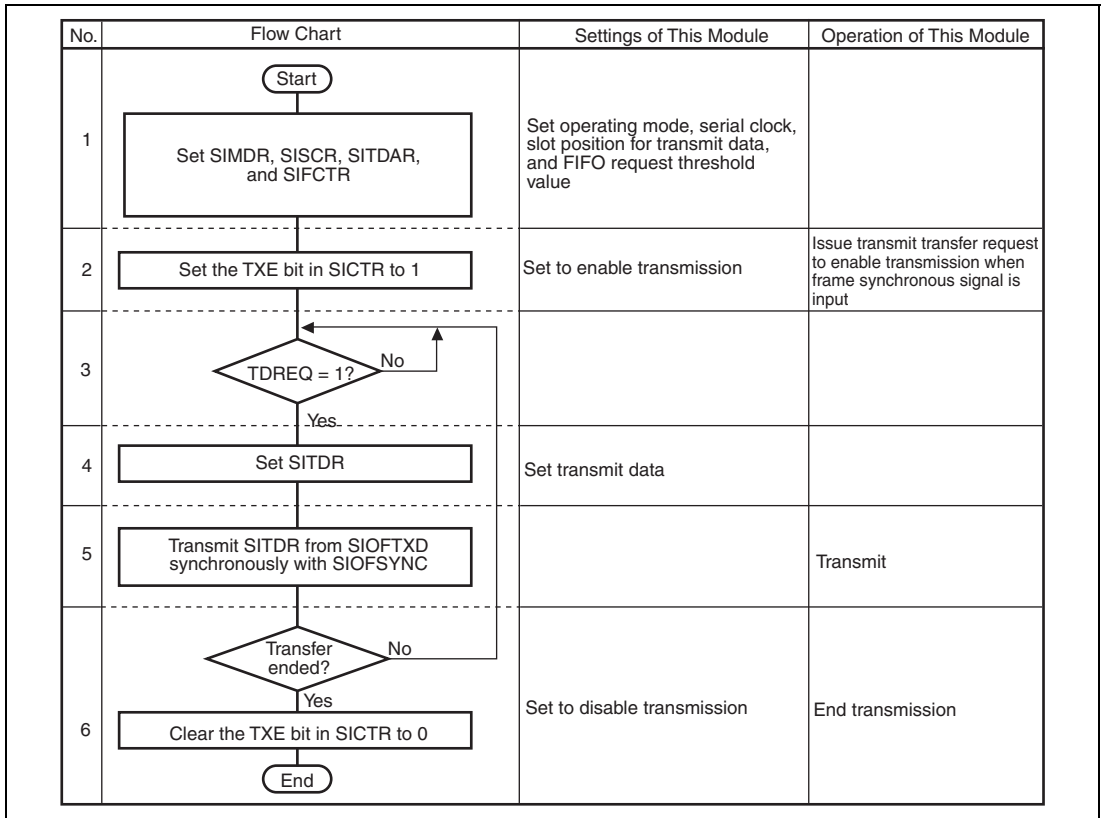 No. Flow Chart Settings of This Module Operation of This Module
Start
1
Set SIMDR, SISCR, SITDAR,
and SIFCTR
Set operating mode, serial clock,
slot position for transmit data,
and FIFO request threshold
value
2
Set the TXE bit in SICTR to 1
Set to enable transmission
Issue transmit transfer request
to enable transmission when
frame synchronous signal is
input
3
TDREQ = 1?
No
Yes
4
Set SITDR
Set transmit data
5
Transmit SITDR from SIOFTXD
synchronously with SIOFSYNC
Transmit
Transfer
ended?
No
Yes
6
Clear the TXE bit in SICTR to 0
Set to disable transmission
End transmission
End